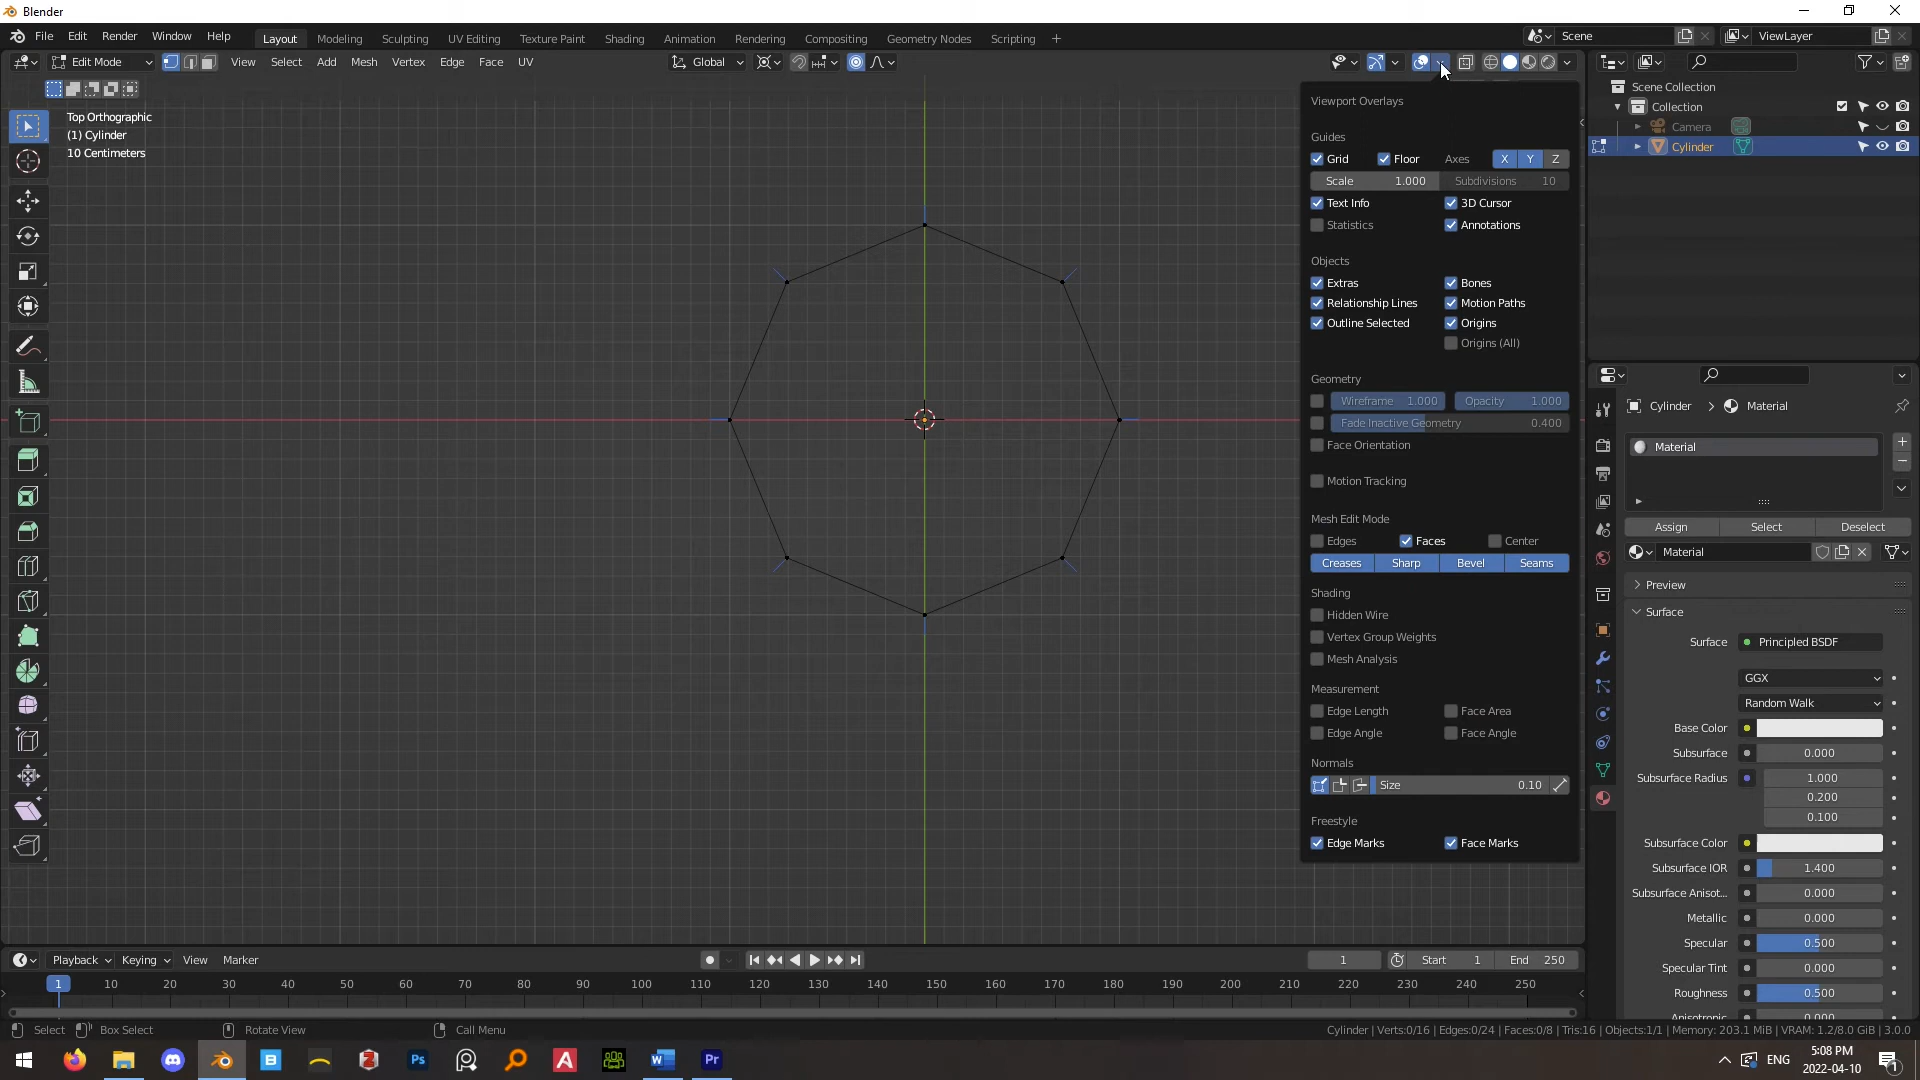 Blender
File Edit Render Window Help
Layout Modeling Sculpting UV Editing Texture Paint Shading Animation Rendering Compositing Geometry Nodes Scripting +
Scene ViewLayer
Edit Mode View Select Add Mesh Vertex Edge Face UV
Global
Top Orthographic
(1) Cylinder
10 Centimeters
Viewport Overlays
Guides
Grid Floor Axes X Y Z
Scale 1.000 Subdivisions 10
Text Info 3D Cursor
Statistics Annotations
Objects
Extras Bones
Relationship Lines Motion Paths
Outline Selected Origins
Origins (All)
Geometry
Wireframe 1.000 Opacity 1.000
Fade Inactive Geometry 0.400
Face Orientation
Motion Tracking
Mesh Edit Mode
Edges Faces Center
Creases Sharp Bevel Seams
Shading
Hidden Wire
Vertex Group Weights
Mesh Analysis
Measurement
Edge Length Face Area
Edge Angle Face Angle
Normals
Size 0.10
Freestyle
Edge Marks Face Marks
Scene Collection
Collection
Camera
Cylinder
Cylinder > Material
Material
Assign Select Deselect
Material
Preview
Surface
Surface Principled BSDF
GGX
Random Walk
Base Color
Subsurface 0.000
Subsurface Radius 1.000
0.200
0.100
Subsurface Color
Subsurface IOR 1.400
Subsurface Anisot... 0.000
Metallic 0.000
Specular 0.500
Specular Tint 0.000
Roughness 0.500
Playback Keying View Marker
1 Start 1 End 250
1 10 20 30 40 50 60 70 80 90 100 110 120 130 140 150 160 170 180 190 200 210 220 230 240 250
Select Box Select Rotate View Call Menu
Cylinder | Verts:0/16 | Edges:0/24 | Faces:0/8 | Tris:16 | Objects:1/1 | Memory: 203.1 MiB | VRAM: 1.2/8.0 GiB | 3.0.0
ENG
5:08 PM
2022-04-10